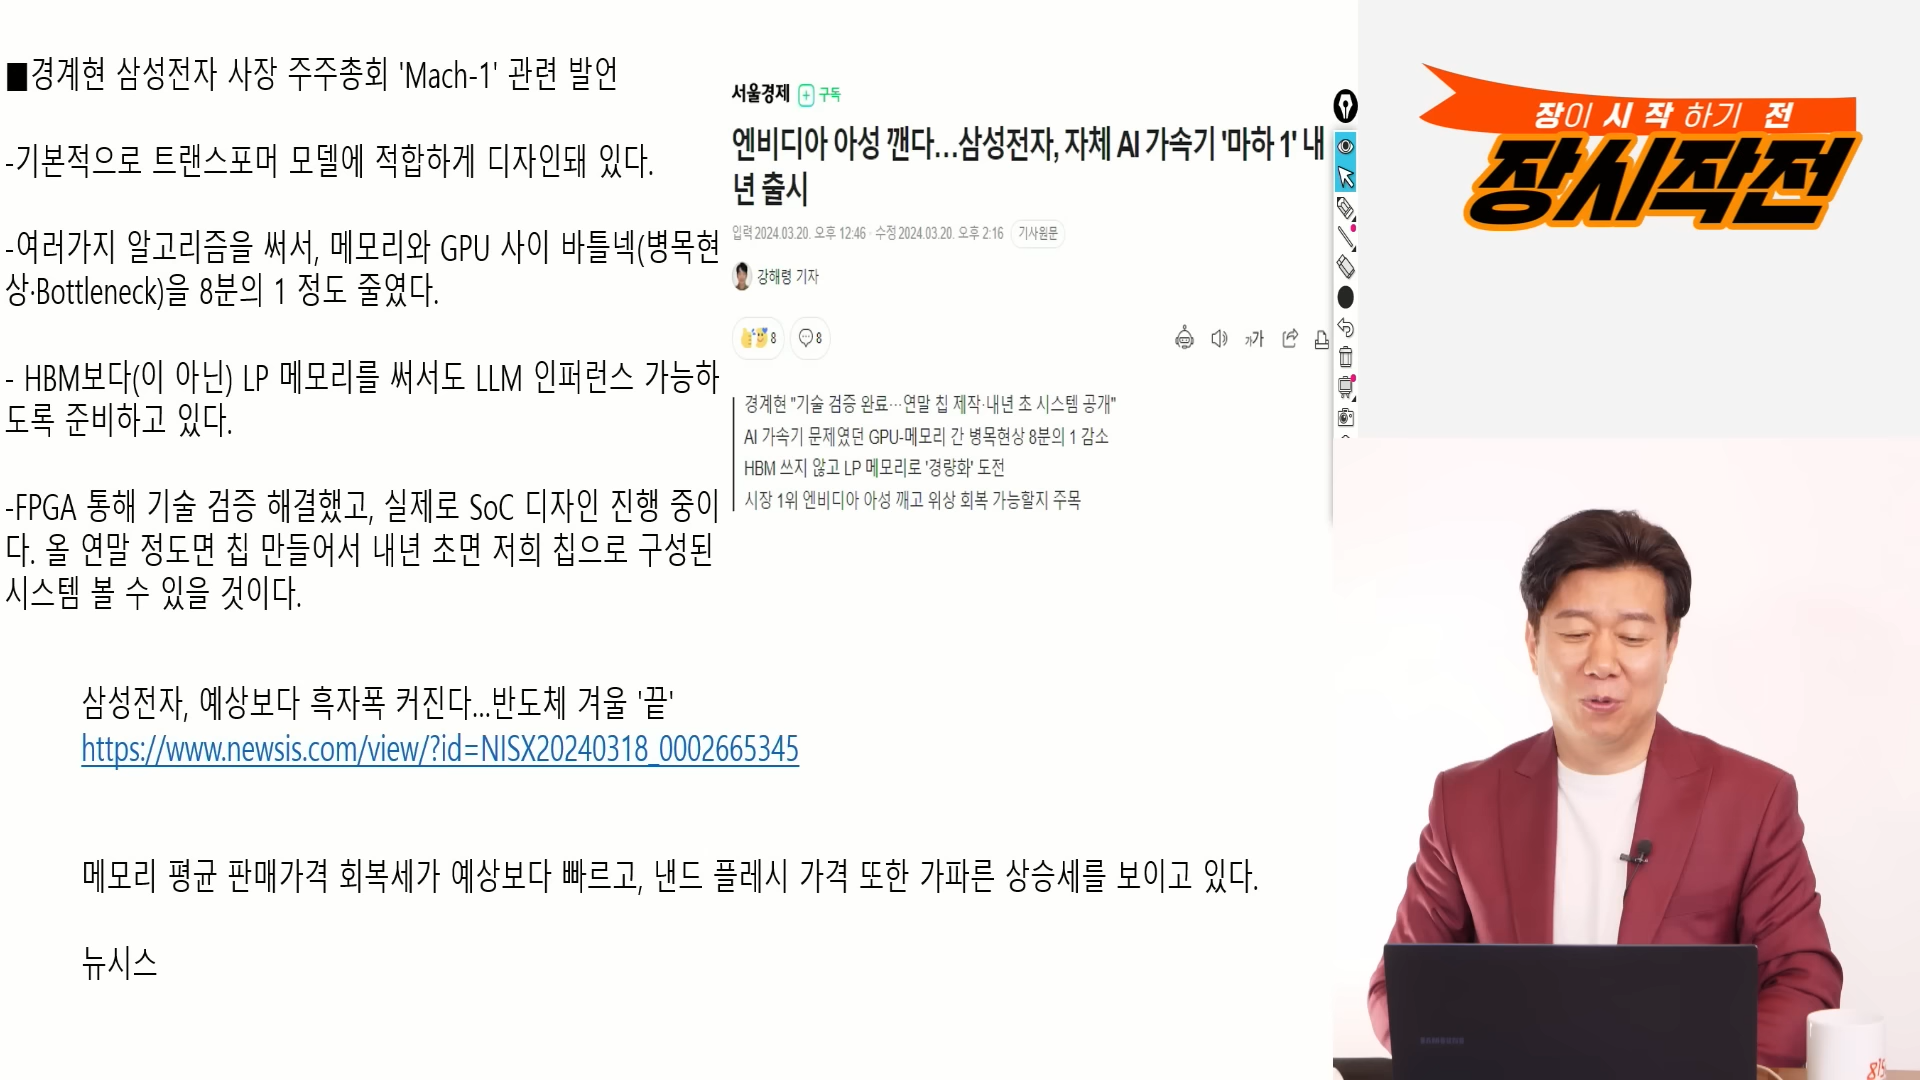 ■경계현 삼성전자 사장 주주총회 'Mach-1' 관련 발언
-기본적으로 트랜스포머 모델에 적합하게 디자인돼 있다.
-여러가지 알고리즘을 써서, 메모리와 GPU 사이 바틀넥(병목현
상·Bottleneck)을 8분의 1 정도 줄였다.
- HBM보다(이 아닌) LP 메모리를 써서도 LLM 인퍼런스 가능하
도록 준비하고 있다.
-FPGA 통해 기술 검증 해결했고, 실제로 SoC 디자인 진행 중이
다. 올 연말 정도면 칩 만들어서 내년 초면 저희 칩으로 구성된
시스템 볼 수 있을 것이다.
삼성전자, 예상보다 흑자폭 커진다...반도체 겨울 '끝'
https://www.newsis.com/view/?id=NISX20240318_0002665345
메모리 평균 판매가격 회복세가 예상보다 빠르고, 낸드 플레시 가격 또한 가파른 상승세를 보이고 있다.
뉴시스
서울경제 + 구독
엔비디아 아성 깬다…삼성전자, 자체 AI 가속기 '마하 1' 내
년 출시
입력 2024.03.20. 오후 12:46 · 수정 2024.03.20. 오후 2:16 기사원문
강해령 기자
8 8
가가
경계현 "기술 검증 완료…연말 칩 제작·내년 초 시스템 공개"
AI 가속기 문제였던 GPU-메모리 간 병목현상 8분의 1 감소
HBM 쓰지 않고 LP 메모리로 '경량화' 도전
시장 1위 엔비디아 아성 깨고 위상 회복 가능할지 주목
장이 시작하기 전
장시작전
SAMSUNG